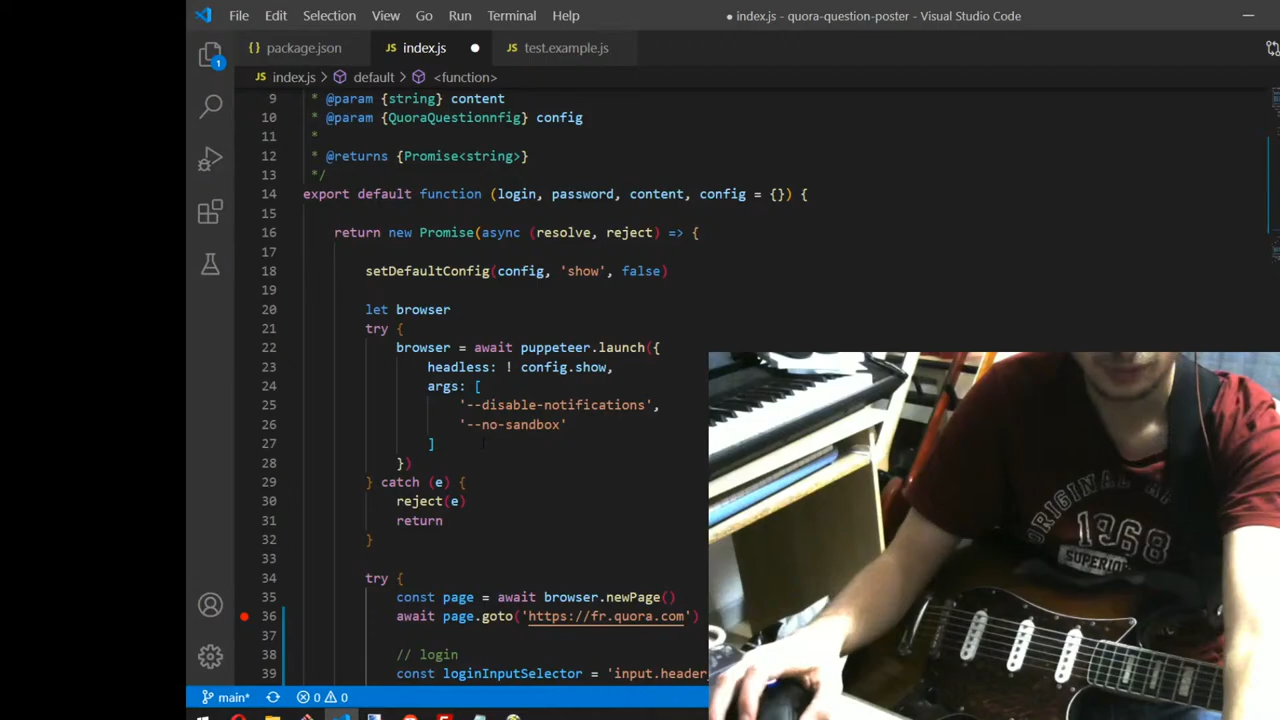 File Edit Selection View Go Run Terminal Help ● index.js - quora-question-poster - Visual Studio Code
{} package.json JS index.js ● JS test.example.js
JS index.js > default > <function>
1
9 * @param {string} content
10 * @param {QuoraQuestionnfig} config
11 *
12 * @returns {Promise<string>}
13 */
14 export default function (login, password, content, config = {}) {
15
16 return new Promise(async (resolve, reject) => {
17
18 setDefaultConfig(config, 'show', false)
19
20 let browser
21 try {
22 browser = await puppeteer.launch({
23 headless: ! config.show,
24 args: [
25 '--disable-notifications',
26 '--no-sandbox'
27 ]
28 })
29 } catch (e) {
30 reject(e)
31 return
32 }
33
34 try {
35 const page = await browser.newPage()
36 await page.goto('https://fr.quora.com')
37
38 // login
39 const loginInputSelector = 'input.header_
main* 0 0
ORIGINAL
1968
SUPERIOR